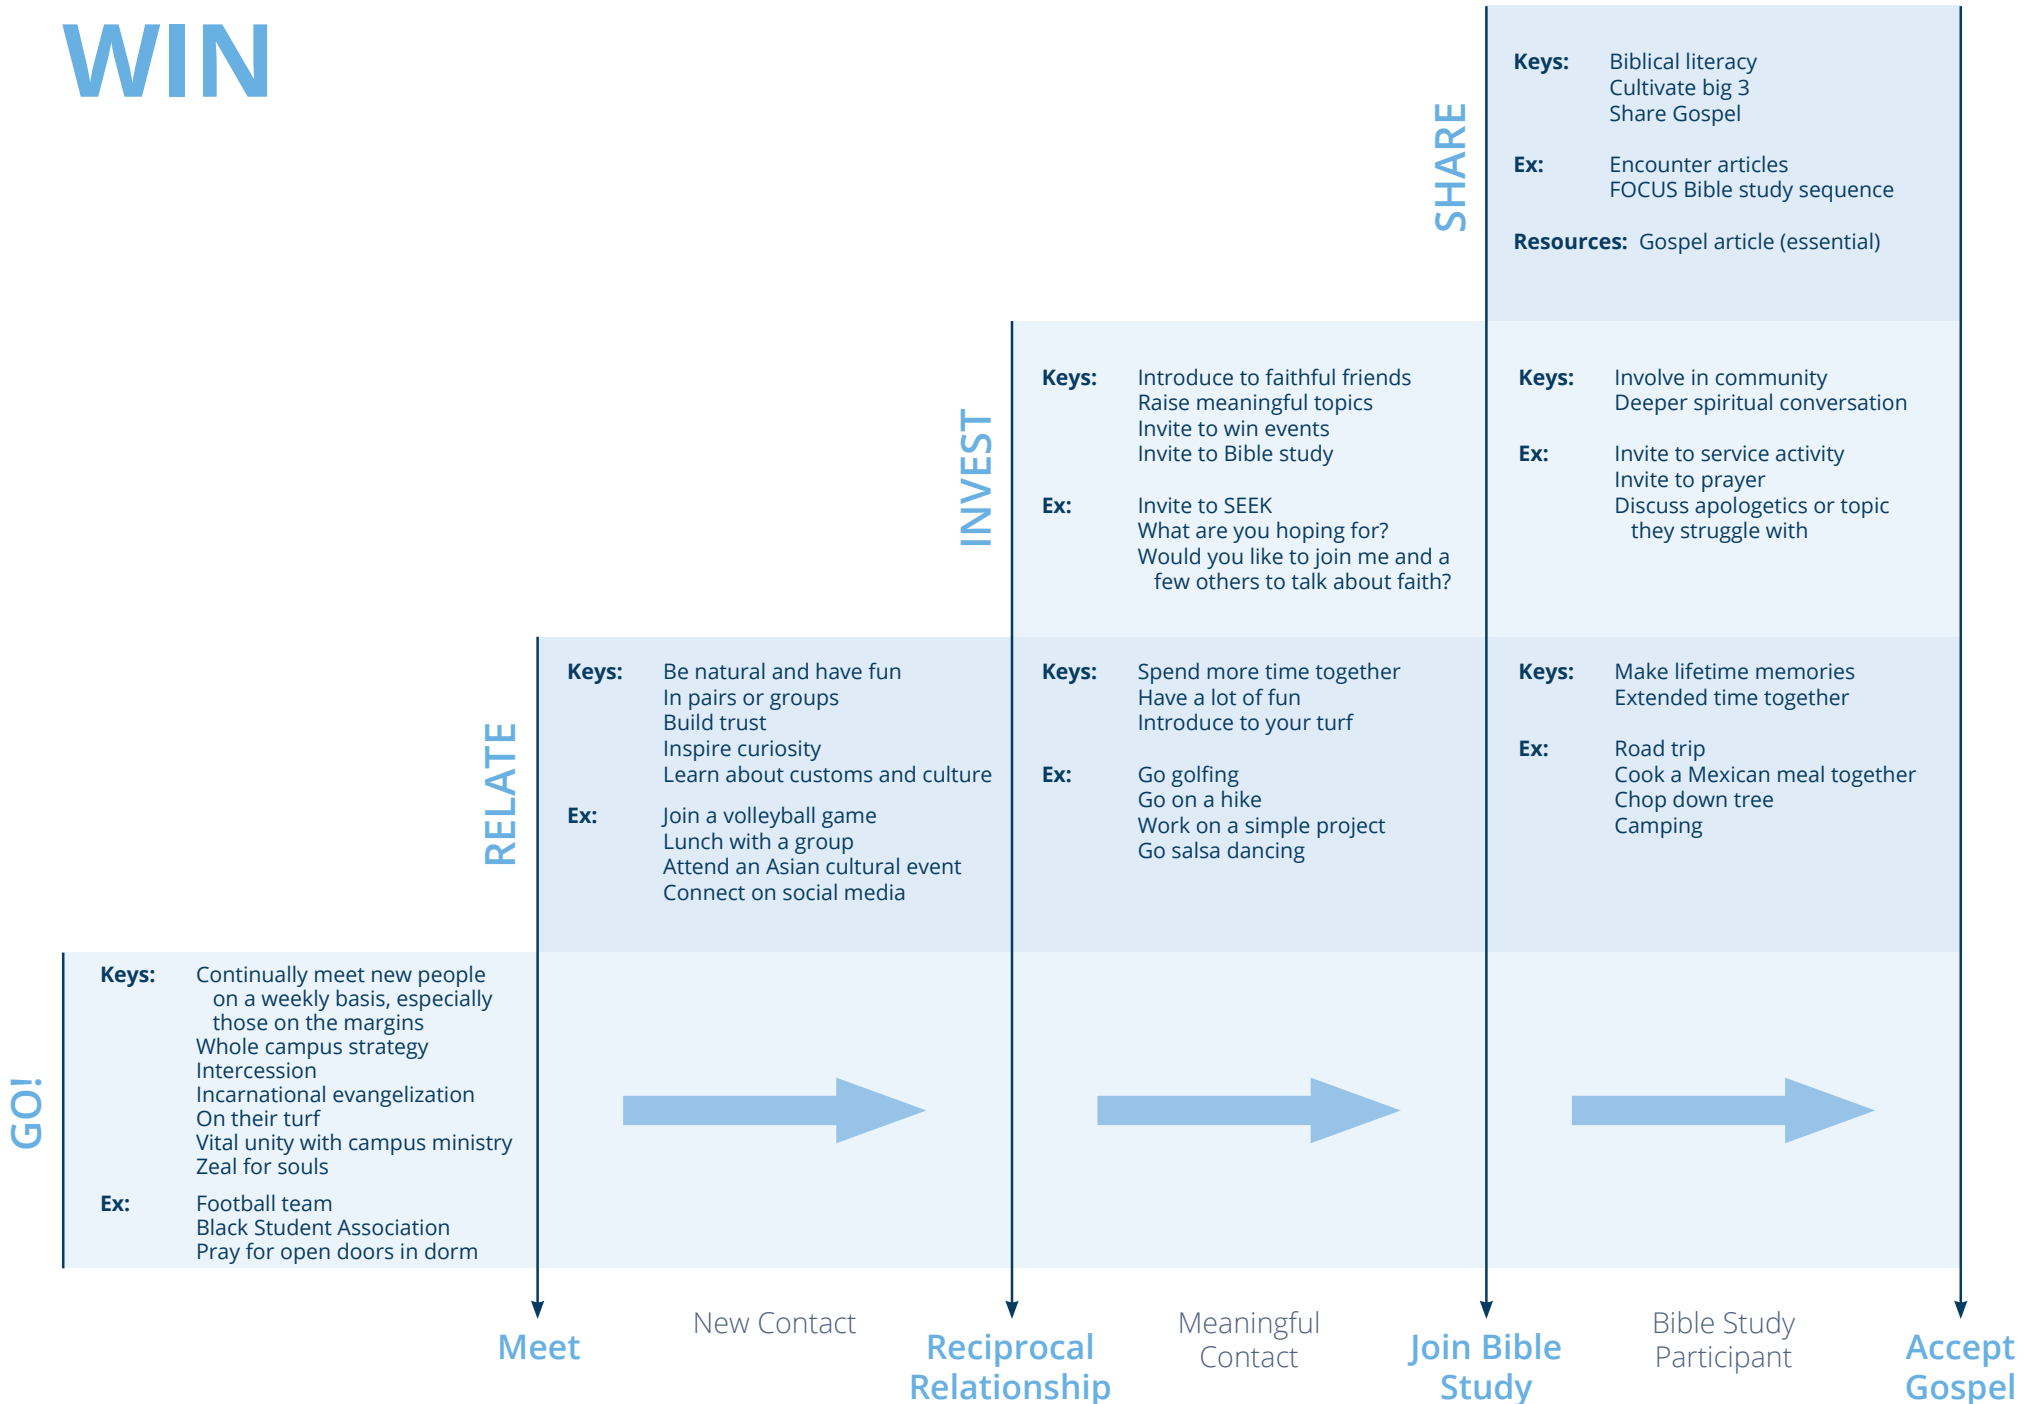 WIN
SHARE
Keys: Biblical literacy
Cultivate big 3
Share Gospel
Ex: Encounter articles
FOCUS Bible study sequence
Resources: Gospel article (essential)
INVEST
Keys: Introduce to faithful friends
Raise meaningful topics
Invite to win events
Invite to Bible study
Ex: Invite to SEEK
What are you hoping for?
Would you like to join me and a
few others to talk about faith?
Keys: Involve in community
Deeper spiritual conversation
Ex: Invite to service activity
Invite to prayer
Discuss apologetics or topic
they struggle with
RELATE
Keys: Be natural and have fun
In pairs or groups
Build trust
Inspire curiosity
Learn about customs and culture
Ex: Join a volleyball game
Lunch with a group
Attend an Asian cultural event
Connect on social media
Keys: Spend more time together
Have a lot of fun
Introduce to your turf
Ex: Go golfing
Go on a hike
Work on a simple project
Go salsa dancing
Keys: Make lifetime memories
Extended time together
Ex: Road trip
Cook a Mexican meal together
Chop down tree
Camping
GO!
Keys: Continually meet new people
on a weekly basis, especially
those on the margins
Whole campus strategy
Intercession
Incarnational evangelization
On their turf
Vital unity with campus ministry
Zeal for souls
Ex: Football team
Black Student Association
Pray for open doors in dorm
Meet
New Contact
Reciprocal
Relationship
Meaningful
Contact
Join Bible
Study
Bible Study
Participant
Accept
Gospel